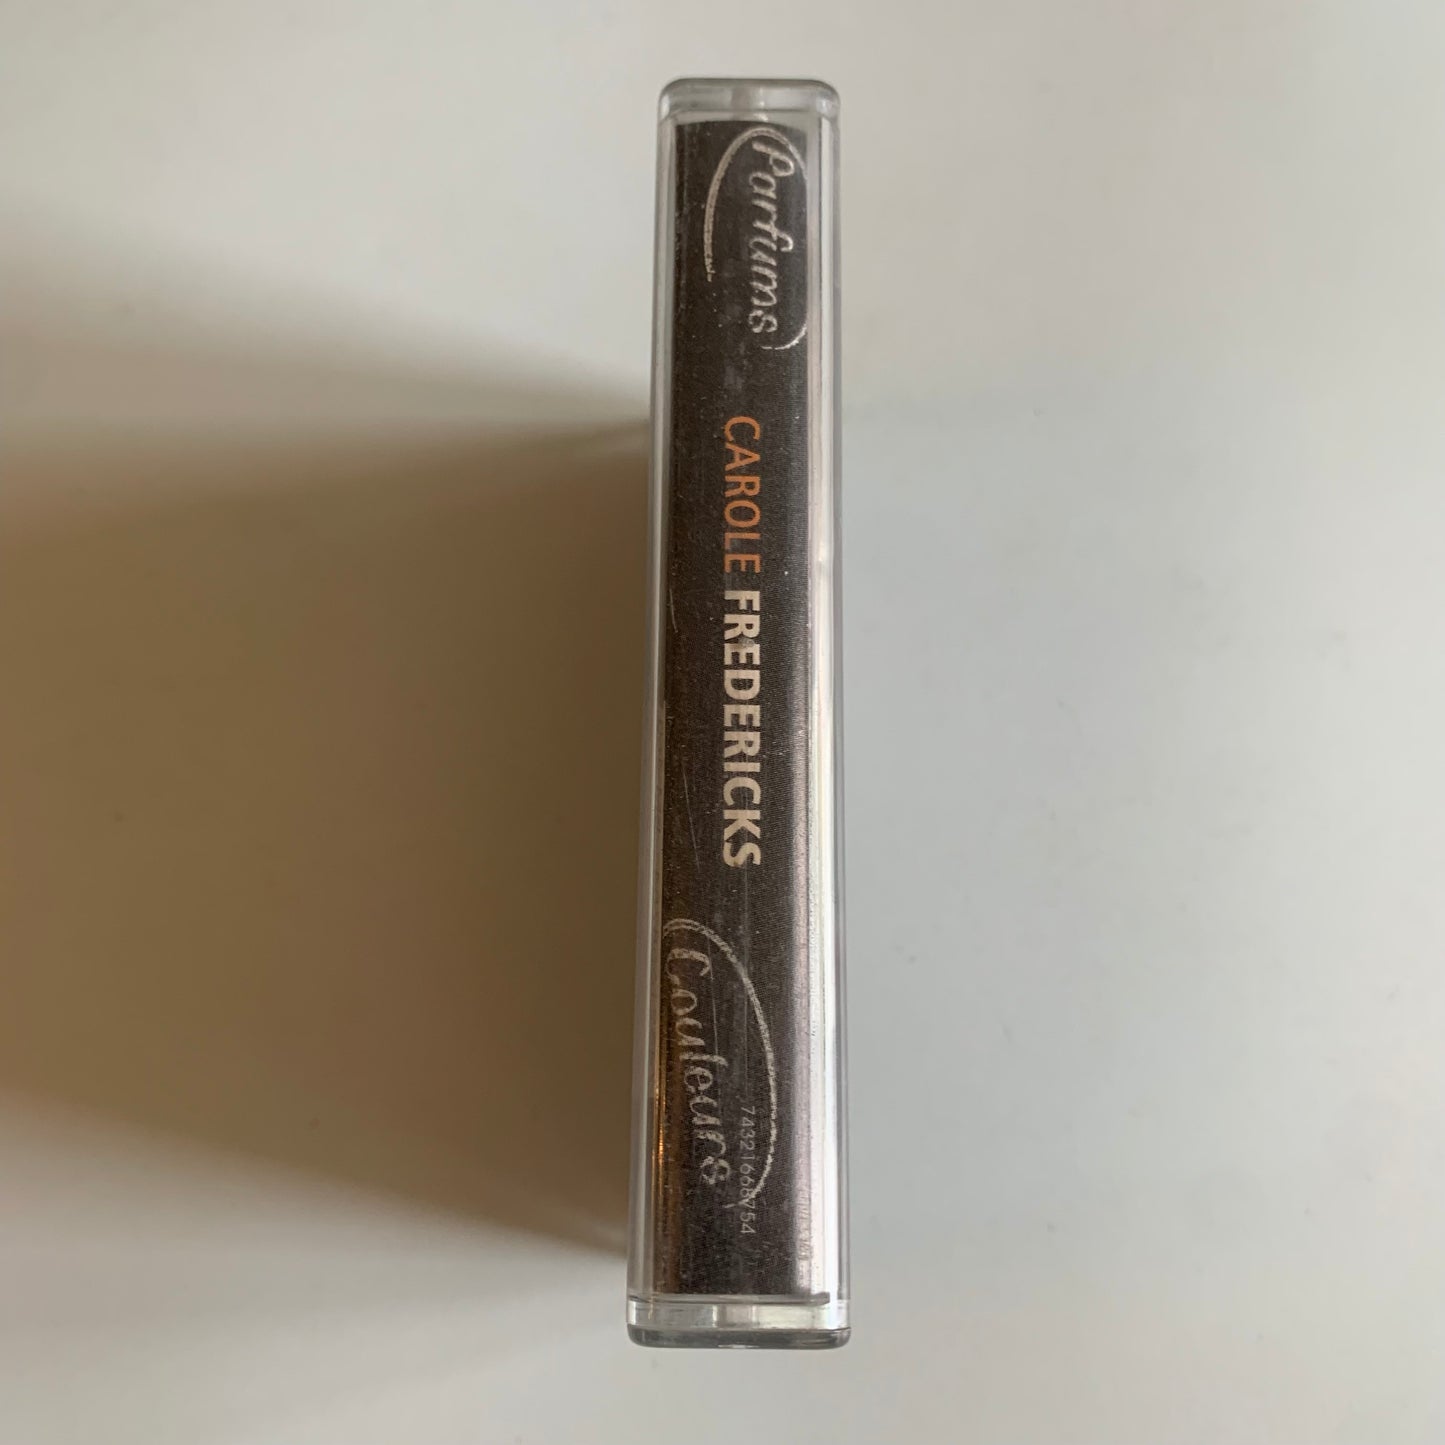 Parfums
CAROLE FREDERICKS
Couleurs
74321668754